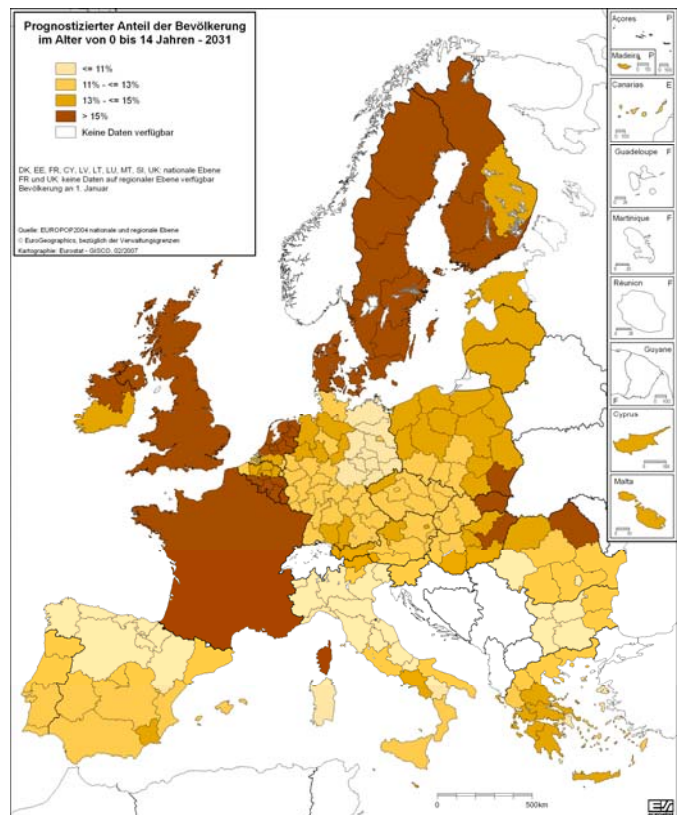 Prognostizierter Anteil der Bevölkerung
im Alter von 0 bis 14 Jahren - 2031
<= 11%
11% - <= 13%
13% - <= 15%
> 15%
Keine Daten verfügbar
DK, EE, FR, CY, LV, LT, LU, MT, SI, UK: nationale Ebene
FR und UK: keine Daten auf regionaler Ebene verfügbar
Bevölkerung an 1. Januar
Quelle: EUROPOP2004 nationale und regionale Ebene
© EuroGeographics, bezüglich der Verwaltungsgrenzen
Kartographie: Eurostat - GISCO, 02/2007
Açores P
Madeira P
Canarias E
Guadeloupe F
Martinique F
Réunion F
Guyane
F
Cyprus
Malta
0 500km